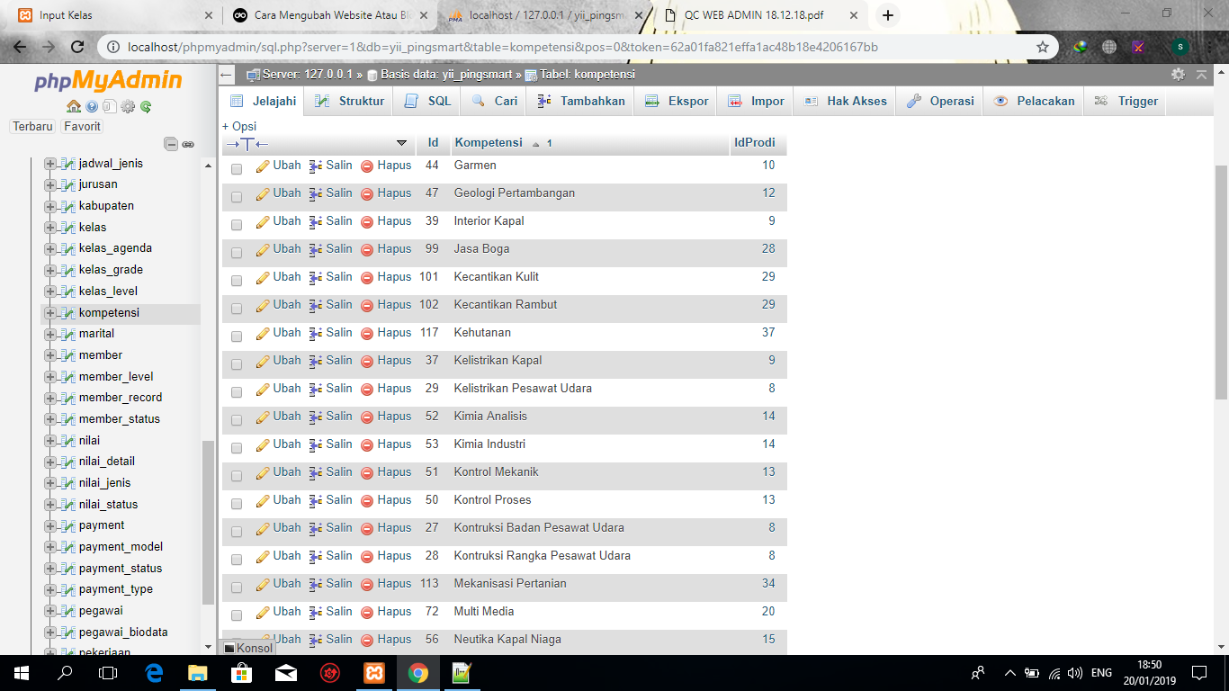 Input Kelas
Cara Mengubah Website Atau Bl
localhost / 127.0.0.1 / yii_pingsm
QC WEB ADMIN 18.12.18.pdf
localhost/phpmyadmin/sql.php?server=1&db=yii_pingsmart&table=kompetensi&pos=0&token=62a01fa821effa1ac48b18e4206167bb
phpMyAdmin
Terbaru Favorit
jadwal_jenis
jurusan
kabupaten
kelas
kelas_agenda
kelas_grade
kelas_level
kompetensi
marital
member
member_level
member_record
member_status
nilai
nilai_detail
nilai_jenis
nilai_status
payment
payment_model
payment_status
payment_type
pegawai
pegawai_biodata
pekerjaan
Server: 127.0.0.1 » Basis data: yii_pingsmart » Tabel: kompetensi
Jelajahi Struktur SQL Cari Tambahkan Ekspor Impor Hak Akses Operasi Pelacakan Trigger
+ Opsi
Id Kompetensi 1 IdProdi
Ubah Salin Hapus 44 Garmen 10
Ubah Salin Hapus 47 Geologi Pertambangan 12
Ubah Salin Hapus 39 Interior Kapal 9
Ubah Salin Hapus 99 Jasa Boga 28
Ubah Salin Hapus 101 Kecantikan Kulit 29
Ubah Salin Hapus 102 Kecantikan Rambut 29
Ubah Salin Hapus 117 Kehutanan 37
Ubah Salin Hapus 37 Kelistrikan Kapal 9
Ubah Salin Hapus 29 Kelistrikan Pesawat Udara 8
Ubah Salin Hapus 52 Kimia Analisis 14
Ubah Salin Hapus 53 Kimia Industri 14
Ubah Salin Hapus 51 Kontrol Mekanik 13
Ubah Salin Hapus 50 Kontrol Proses 13
Ubah Salin Hapus 27 Kontruksi Badan Pesawat Udara 8
Ubah Salin Hapus 28 Kontruksi Rangka Pesawat Udara 8
Ubah Salin Hapus 113 Mekanisasi Pertanian 34
Ubah Salin Hapus 72 Multi Media 20
Ubah Salin Hapus 56 Neutika Kapal Niaga 15
Konsol
ENG
18:50
20/01/2019